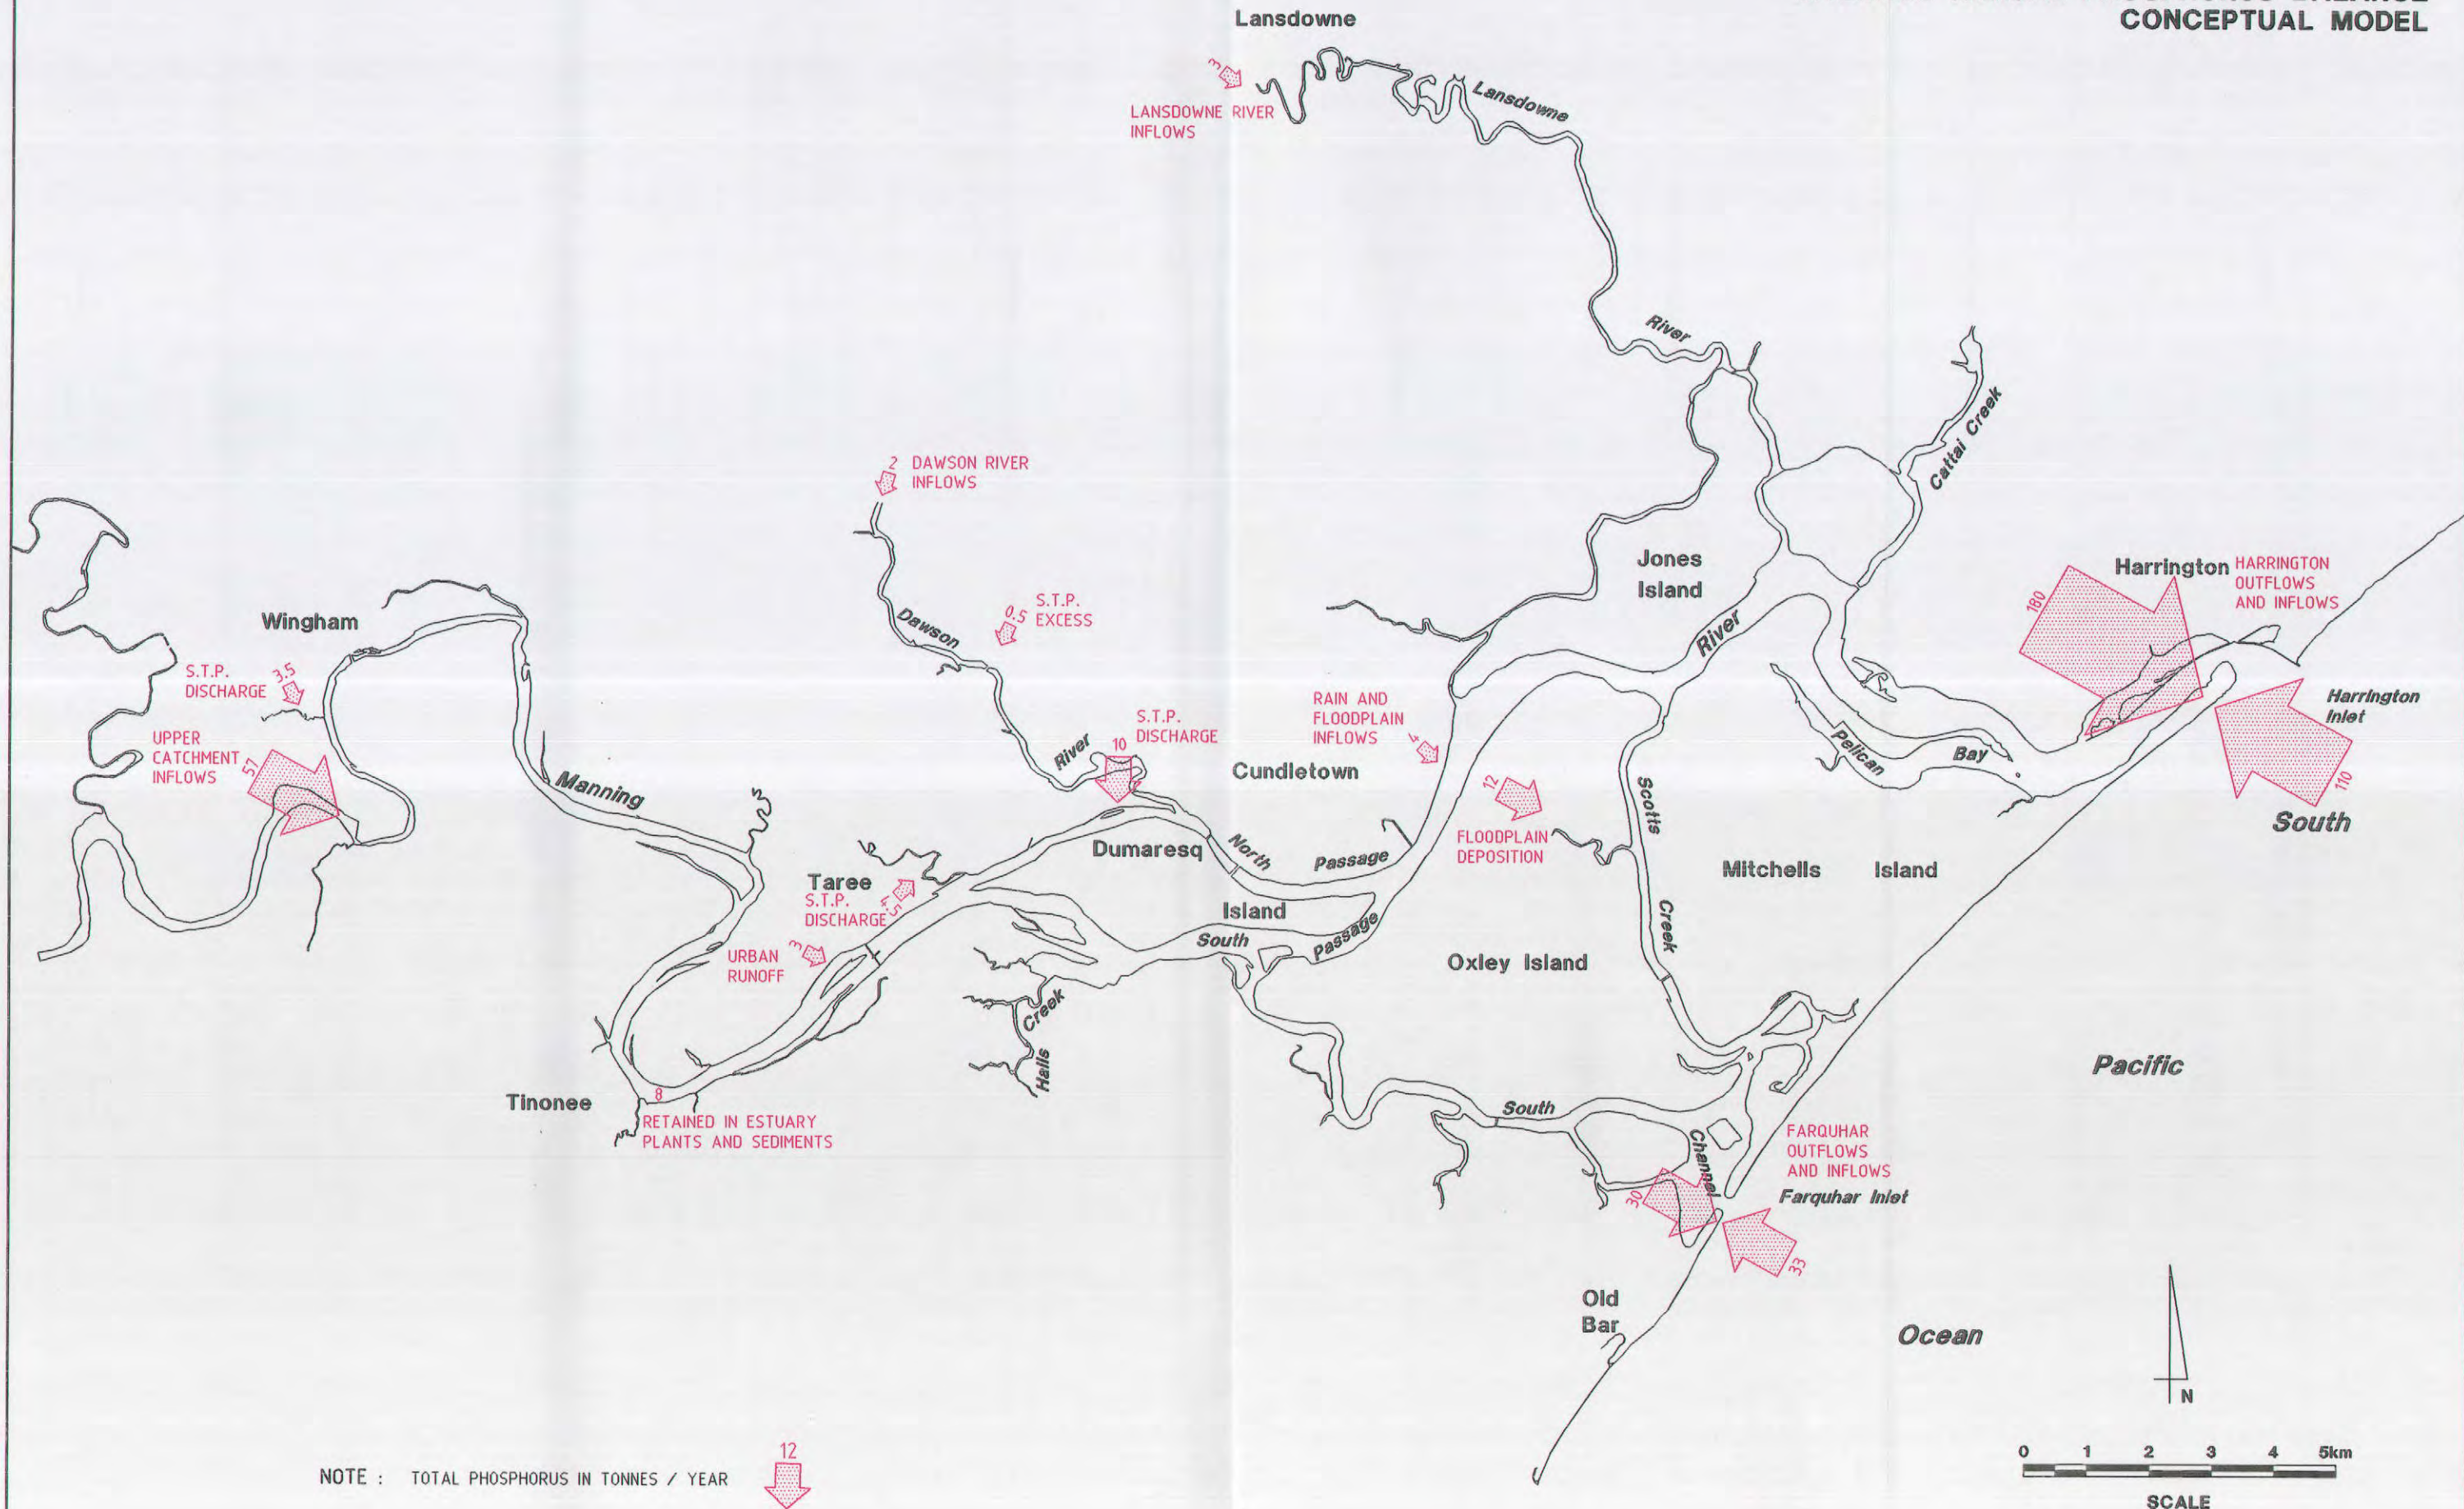 CONCEPTUAL MODEL
Lansdowne
3
LANSDOWNE RIVER
INFLOWS
Lansdowne
River
Cattai Creek
2 DAWSON RIVER
INFLOWS
Jones
Island
Harrington
HARRINGTON
OUTFLOWS
AND INFLOWS
180
Wingham
0.5
S.T.P.
EXCESS
Dawson
River
River
S.T.P.
DISCHARGE
3.5
RAIN AND
FLOODPLAIN
INFLOWS
4
Harrington
Inlet
S.T.P.
DISCHARGE
10
UPPER
CATCHMENT
INFLOWS
57
Manning
Cundletown
12
FLOODPLAIN
DEPOSITION
Scotts
Creek
Pelican
Bay
110
South
Dumaresq
Island
North
Passage
Mitchells Island
Taree
S.T.P.
DISCHARGE
4.5
South
Passage
URBAN
RUNOFF
3
Oxley Island
Halls
Creek
Pacific
Tinonee
8
RETAINED IN ESTUARY
PLANTS AND SEDIMENTS
South
Channel
FARQUHAR
OUTFLOWS
AND INFLOWS
Farquhar Inlet
30
33
Old
Bar
Ocean
N
12
NOTE : TOTAL PHOSPHORUS IN TONNES / YEAR
0 1 2 3 4 5km
SCALE